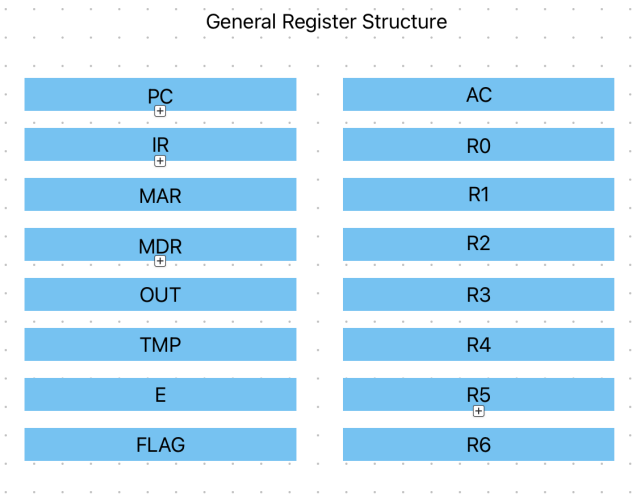 General Register Structure
PC
IR
MAR
MDR
OUT
TMP
E
FLAG
AC
R0
R1
R2
R3
R4
R5
R6